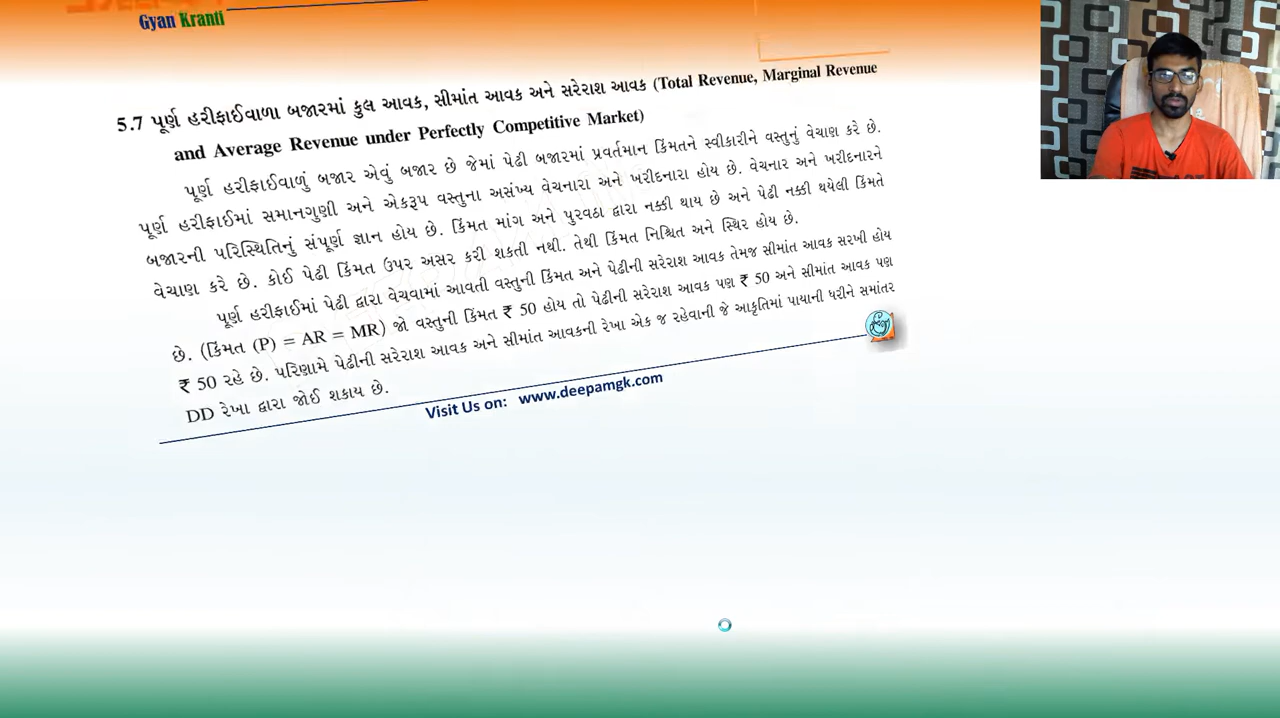 Gyan Kranti
5.7 પૂર્ણ હરીફાઈવાળા બજારમાં કુલ આવક, સીમાંત આવક અને સરેરાશ આવક (Total Revenue, Marginal Revenue
and Average Revenue under Perfectly Competitive Market)
પૂર્ણ હરીફાઈવાળું બજાર એવું બજાર છે જેમાં પેઢી બજારમાં પ્રવર્તમાન કિંમતને સ્વીકારીને વસ્તુનું વેચાણ કરે છે.
પૂર્ણ હરીફાઈમાં સમાનગુણી અને એકરૂપ વસ્તુના અસંખ્ય વેચનારા અને ખરીદનારા હોય છે. વેચનાર અને ખરીદનારને
બજારની પરિસ્થિતિનું સંપૂર્ણ જ્ઞાન હોય છે. કિંમત માંગ અને પુરવઠા દ્વારા નક્કી થાય છે અને પેઢી નક્કી થયેલી કિંમતે
વેચાણ કરે છે. કોઈ પેઢી કિંમત ઉપર અસર કરી શકતી નથી. તેથી કિંમત નિશ્ચિત અને સ્થિર હોય છે.
પૂર્ણ હરીફાઈમાં પેઢી દ્વારા વેચવામાં આવતી વસ્તુની કિંમત અને પેઢીની સરેરાશ આવક તેમજ સીમાંત આવક સરખી હોય
છે. (કિંમત (P) = AR = MR) જો વસ્તુની કિંમત ₹ 50 હોય તો પેઢીની સરેરાશ આવક પણ ₹ 50 અને સીમાંત આવક પણ
₹ 50 રહે છે. પરિણામે પેઢીની સરેરાશ આવક અને સીમાંત આવકની રેખા એક જ રહેવાની જે આકૃતિમાં પાયાની ધરીને સમાંતર
DD રેખા દ્વારા જોઈ શકાય છે.
Visit Us on: www.deepamgk.com